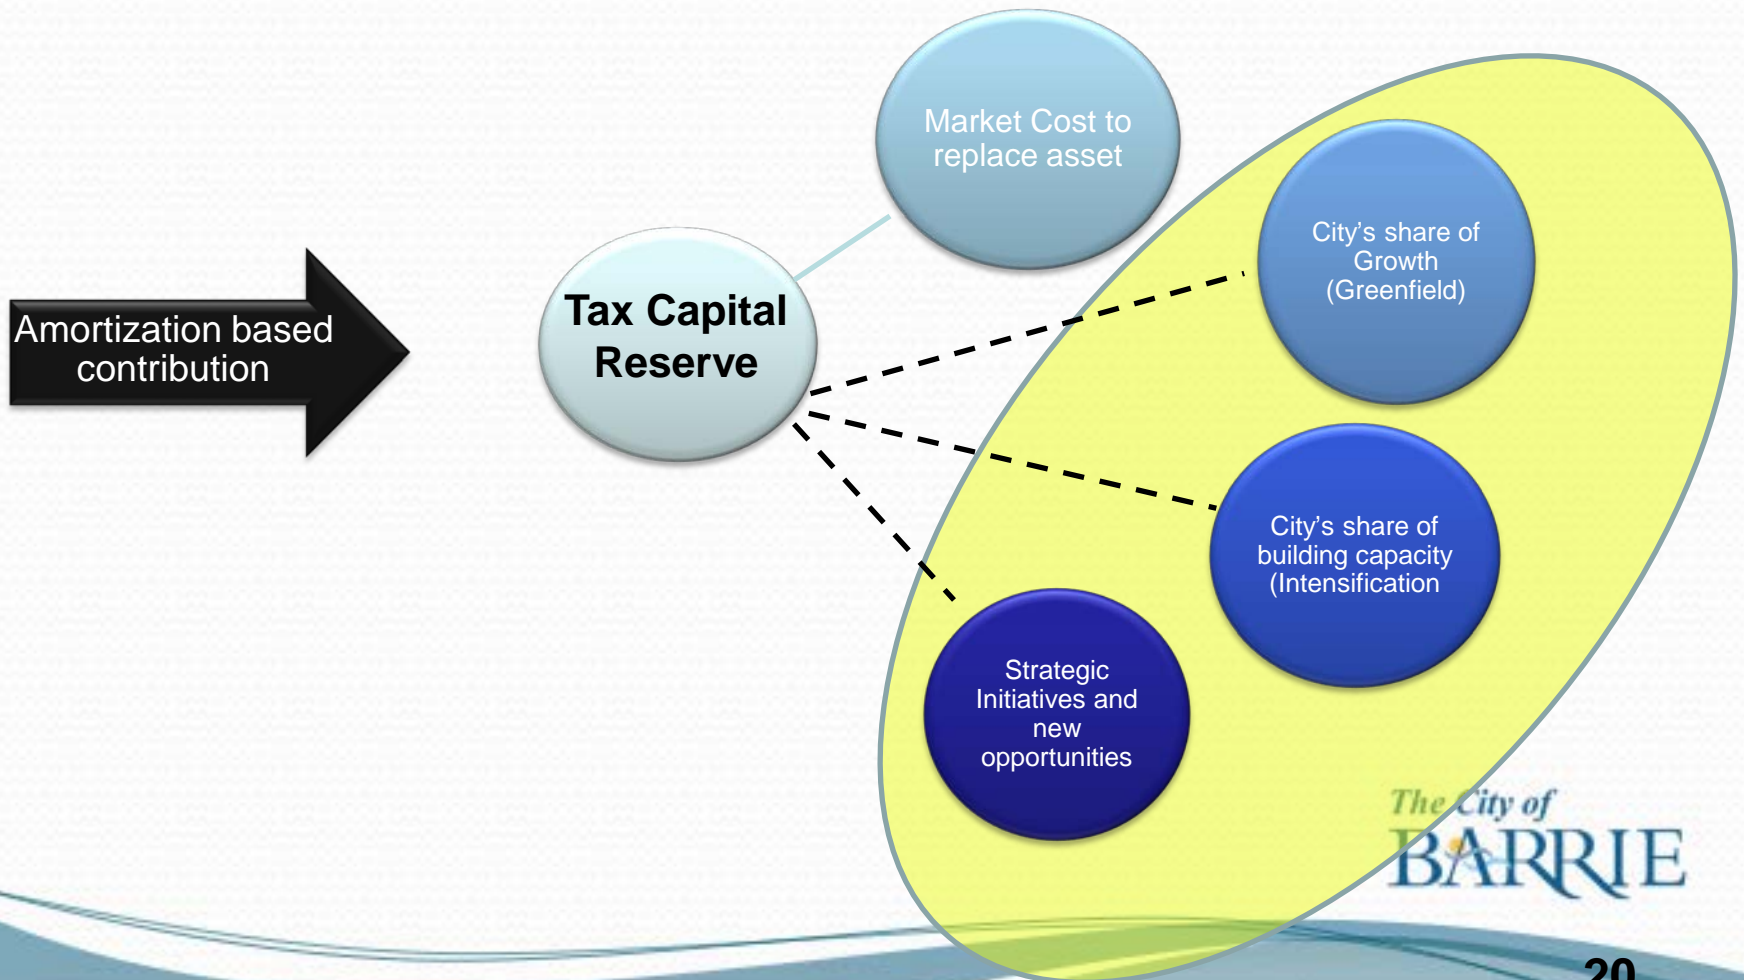 Market Cost to
replace asset
City’s share of
Growth
(Greenfield)
Amortization based
contribution
Tax Capital
Reserve
City’s share of
building capacity
(Intensification
Strategic
Initiatives and
new
opportunities
The City of
BARRIE
20